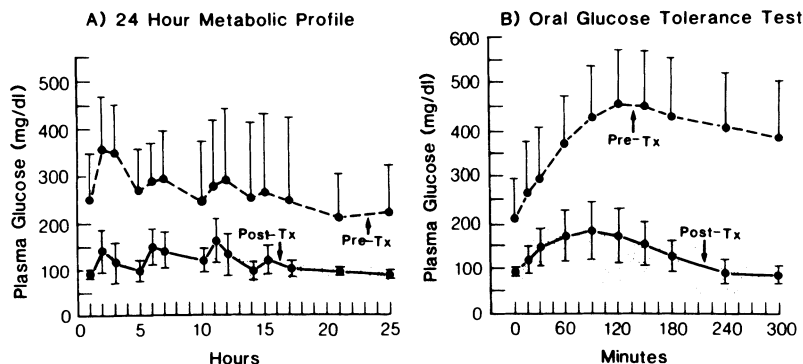 A) 24 Hour Metabolic Profile
Plasma Glucose (mg/dl)
500
400
300
200
100
0
Post-Tx
Pre-Tx
0 5 10 15 20 25
Hours
B) Oral Glucose Tolerance Test
Plasma Glucose (mg/dl)
600
500
400
300
200
100
0
Pre-Tx
Post-Tx
0 60 120 180 240 300
Minutes